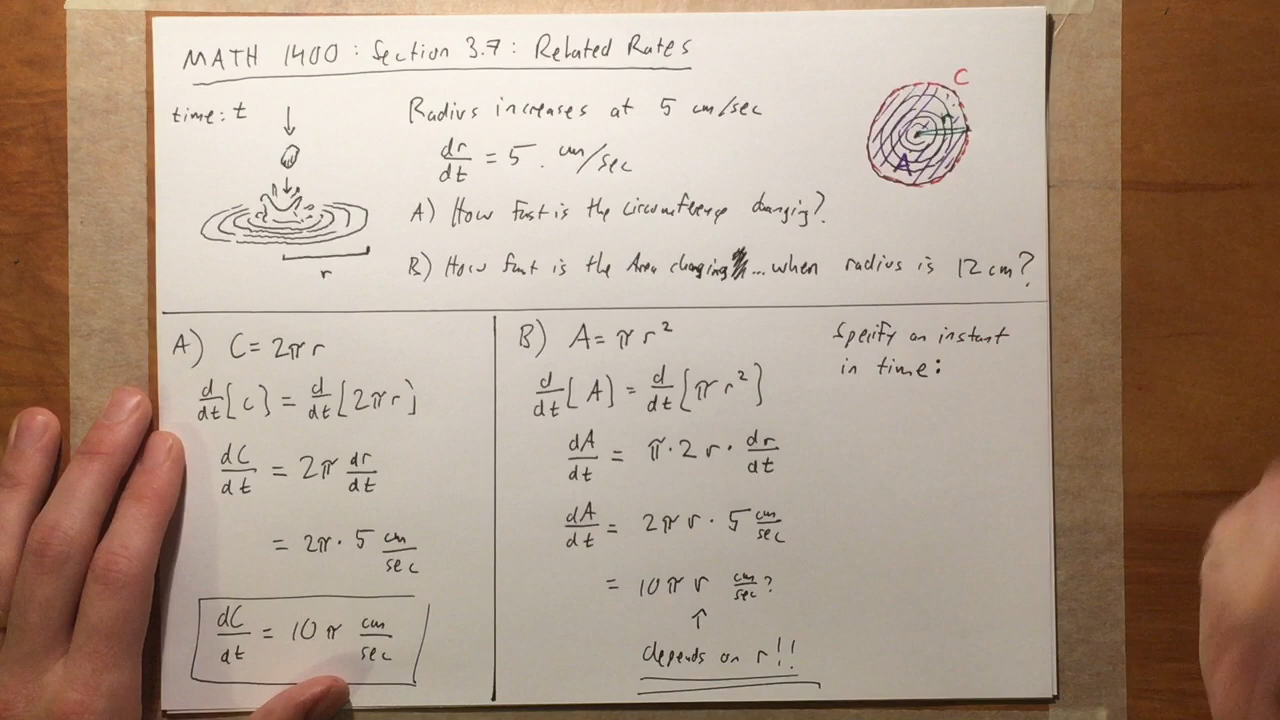 MATH 1400 : Section 3.7 : Related Rates
time: t
r
Radius increases at 5 cm/sec
dr/dt = 5 . cm/sec
A) How fast is the circumference changing?
B) How fast is the Area changing ... when radius is 12 cm?
C
r
A
A) C = 2πr
d/dt [C] = d/dt [2πr]
dC/dt = 2π dr/dt
= 2π · 5 cm/sec
dC/dt = 10π cm/sec
B) A = πr²
d/dt [A] = d/dt [πr²]
dA/dt = π · 2r · dr/dt
dA/dt = 2πr · 5 cm/sec
= 10πr cm/sec ?
↑
depends on r!!
Specify an instant
in time: